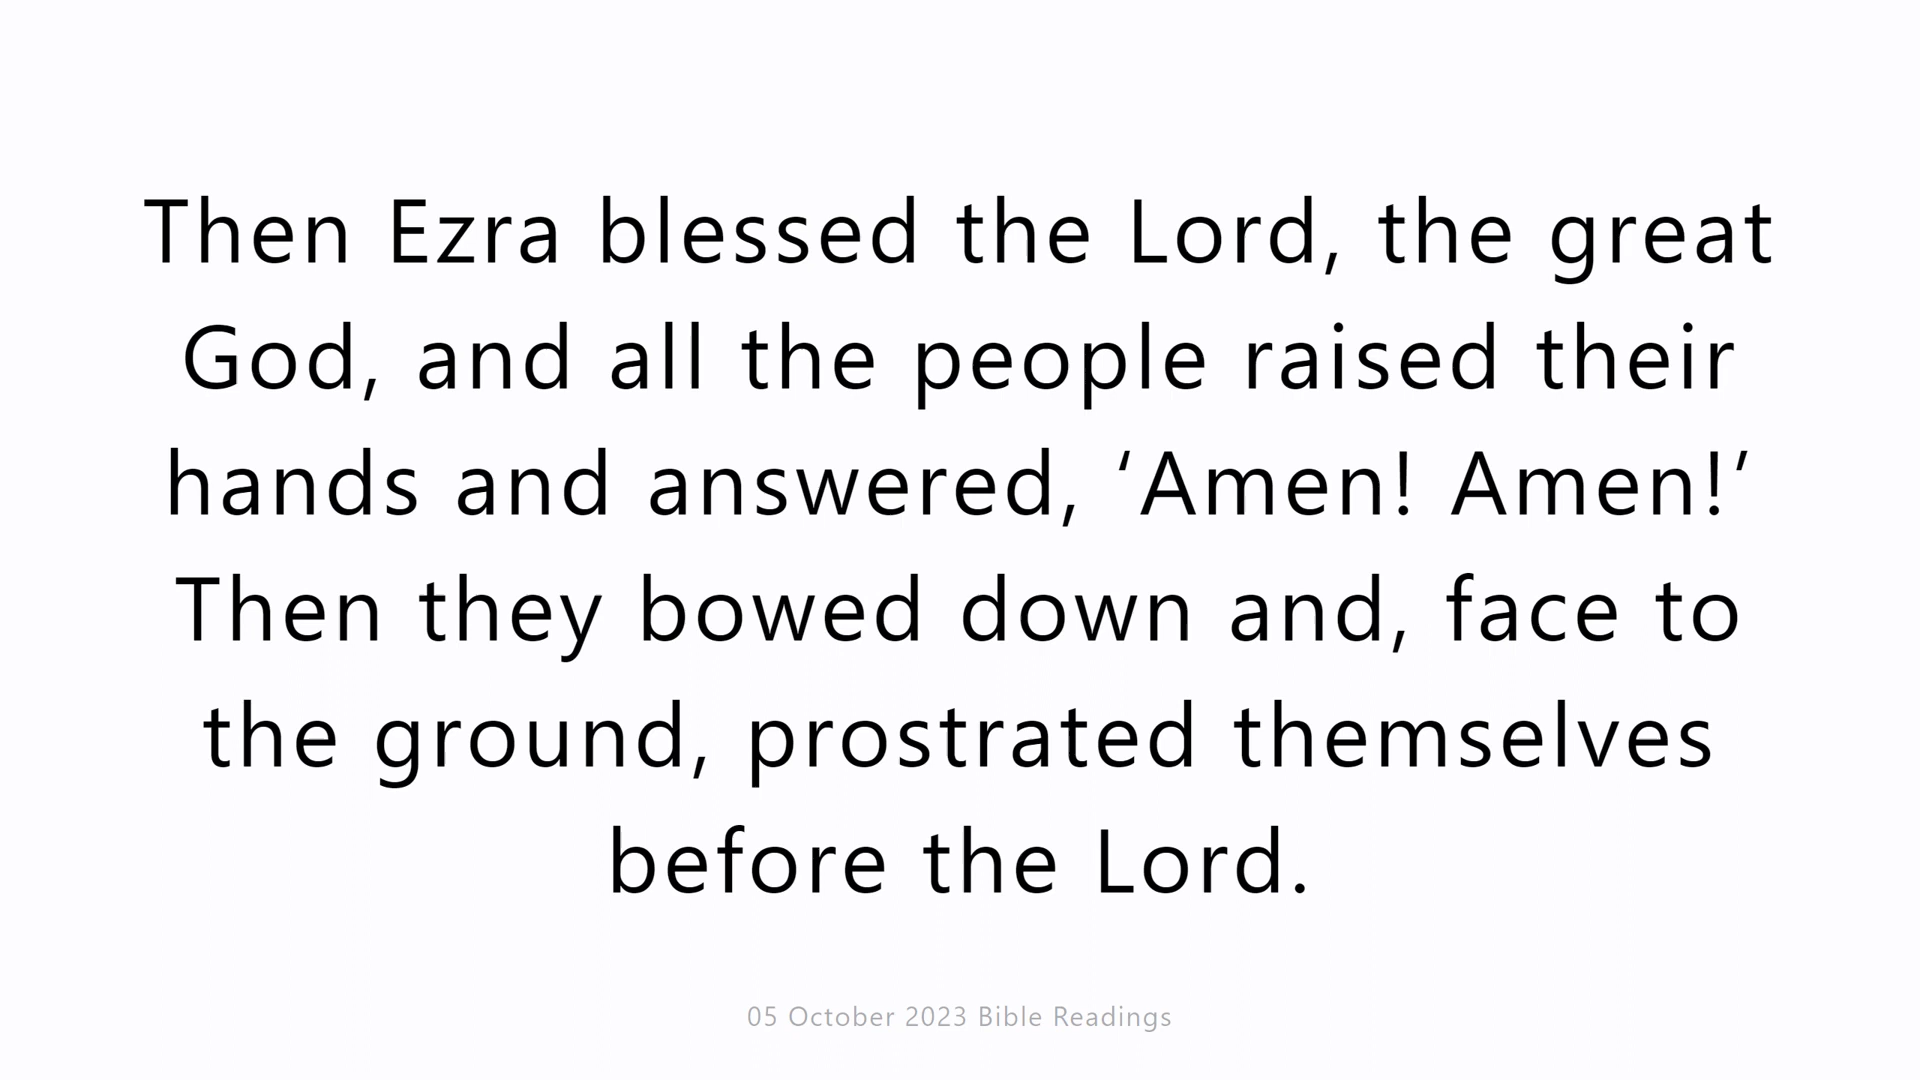 Then Ezra blessed the Lord, the great
God, and all the people raised their
hands and answered, ‘Amen! Amen!’
Then they bowed down and, face to
the ground, prostrated themselves
before the Lord.
05 October 2023 Bible Readings